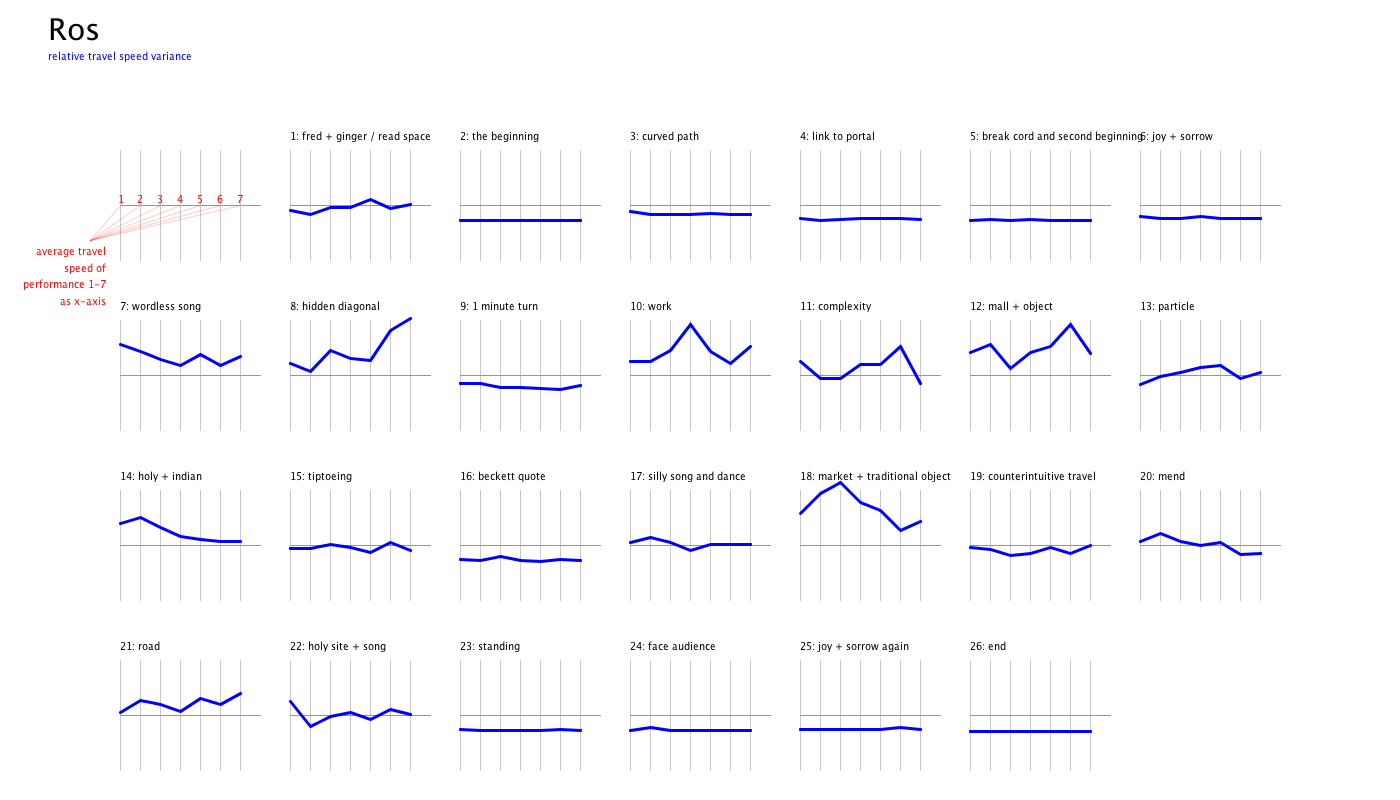 Ros
relative travel speed variance
1: fred + ginger / read space
2: the beginning
3: curved path
4: link to portal
5: break cord and second beginning
6: joy + sorrow
1 2 3 4 5 6 7
average travel
speed of
performance 1-7
as x-axis
7: wordless song
8: hidden diagonal
9: 1 minute turn
10: work
11: complexity
12: mall + object
13: particle
14: holy + indian
15: tiptoeing
16: beckett quote
17: silly song and dance
18: market + traditional object
19: counterintuitive travel
20: mend
21: road
22: holy site + song
23: standing
24: face audience
25: joy + sorrow again
26: end